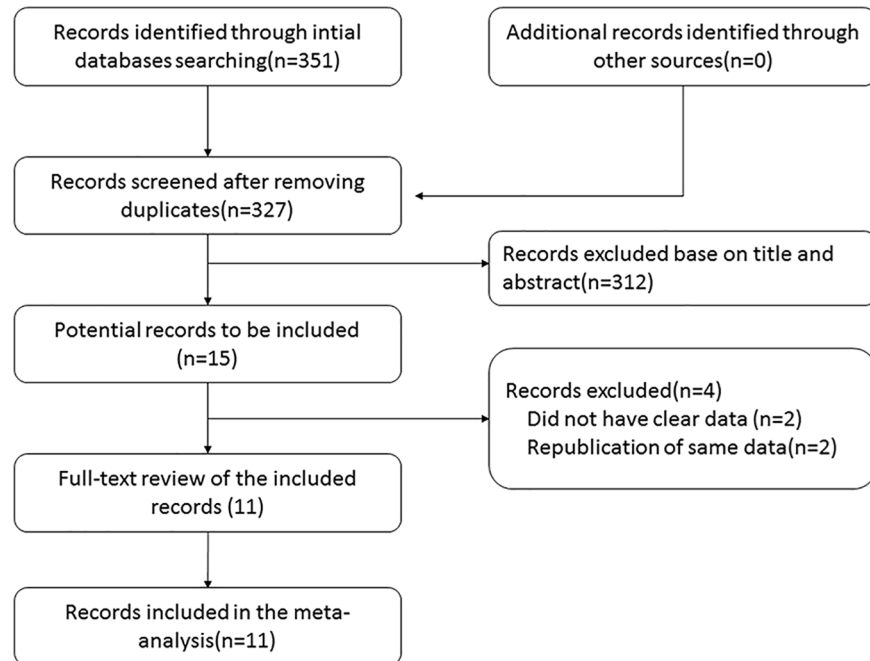 Records identified through intial
databases searching(n=351)
Additional records identified through
other sources(n=0)
Records screened after removing
duplicates(n=327)
Records excluded base on title and
abstract(n=312)
Potential records to be included
(n=15)
Records excluded(n=4)
Did not have clear data (n=2)
Republication of same data(n=2)
Full-text review of the included
records (11)
Records included in the meta-
analysis(n=11)